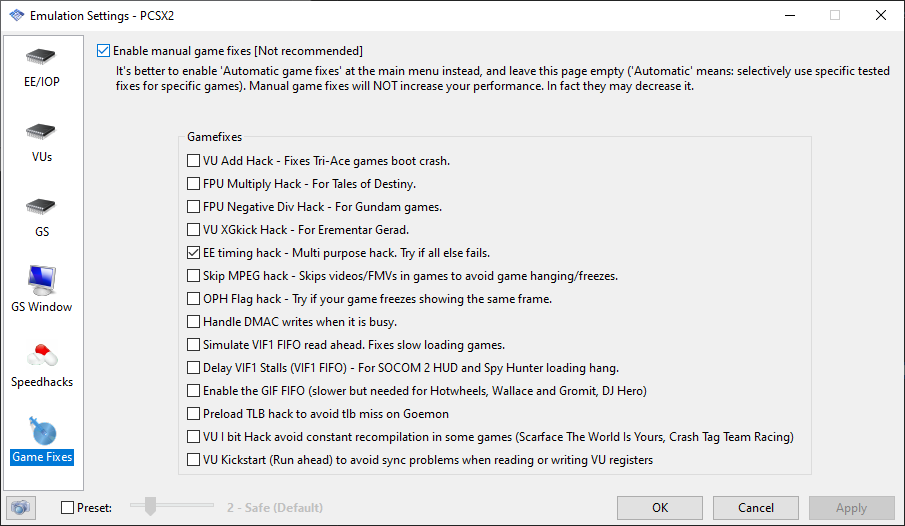 Emulation Settings - PCSX2
EE/IOP
VUs
GS
GS Window
Speedhacks
Game Fixes
Enable manual game fixes [Not recommended]
It's better to enable 'Automatic game fixes' at the main menu instead, and leave this page empty ('Automatic' means: selectively use specific tested
fixes for specific games). Manual game fixes will NOT increase your performance. In fact they may decrease it.
Gamefixes
VU Add Hack - Fixes Tri-Ace games boot crash.
FPU Multiply Hack - For Tales of Destiny.
FPU Negative Div Hack - For Gundam games.
VU XGkick Hack - For Erementar Gerad.
EE timing hack - Multi purpose hack. Try if all else fails.
Skip MPEG hack - Skips videos/FMVs in games to avoid game hanging/freezes.
OPH Flag hack - Try if your game freezes showing the same frame.
Handle DMAC writes when it is busy.
Simulate VIF1 FIFO read ahead. Fixes slow loading games.
Delay VIF1 Stalls (VIF1 FIFO) - For SOCOM 2 HUD and Spy Hunter loading hang.
Enable the GIF FIFO (slower but needed for Hotwheels, Wallace and Gromit, DJ Hero)
Preload TLB hack to avoid tlb miss on Goemon
VU I bit Hack avoid constant recompilation in some games (Scarface The World Is Yours, Crash Tag Team Racing)
VU Kickstart (Run ahead) to avoid sync problems when reading or writing VU registers
Preset:
2 - Safe (Default)
OK
Cancel
Apply